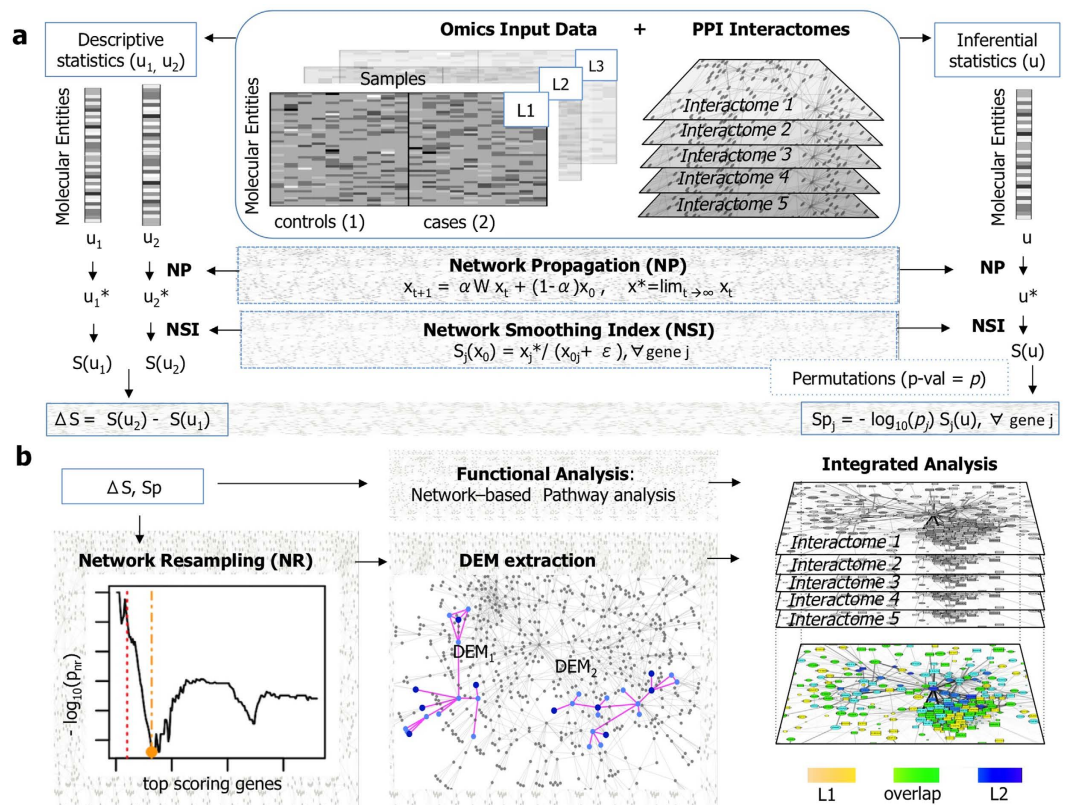 a
Descriptive
statistics (u1, u2)
Omics Input Data + PPI Interactomes
Inferential
statistics (u)
Samples
L3
L2
L1
Molecular Entities
Molecular Entities
Molecular Entities
controls (1)
cases (2)
Interactome 1
Interactome 2
Interactome 3
Interactome 4
Interactome 5
u1
u2
u
NP
Network Propagation (NP)
xt+1 = αW xt + (1-α)x0 , x*=limt→∞ xt
NP
u1*
u2*
u*
NSI
Network Smoothing Index (NSI)
Sj(x0) = xj*/ (x0j+ ε), ∀ gene j
NSI
S(u1)
S(u2)
S(u)
Permutations (p-val = p)
ΔS = S(u2) - S(u1)
Spj = - log10(pj) Sj(u), ∀ gene j
b
ΔS, Sp
Functional Analysis:
Network–based Pathway analysis
Integrated Analysis
Network Resampling (NR)
- log10(pnr)
top scoring genes
DEM extraction
DEM1
DEM2
Interactome 1
Interactome 2
Interactome 3
Interactome 4
Interactome 5
L1
overlap
L2